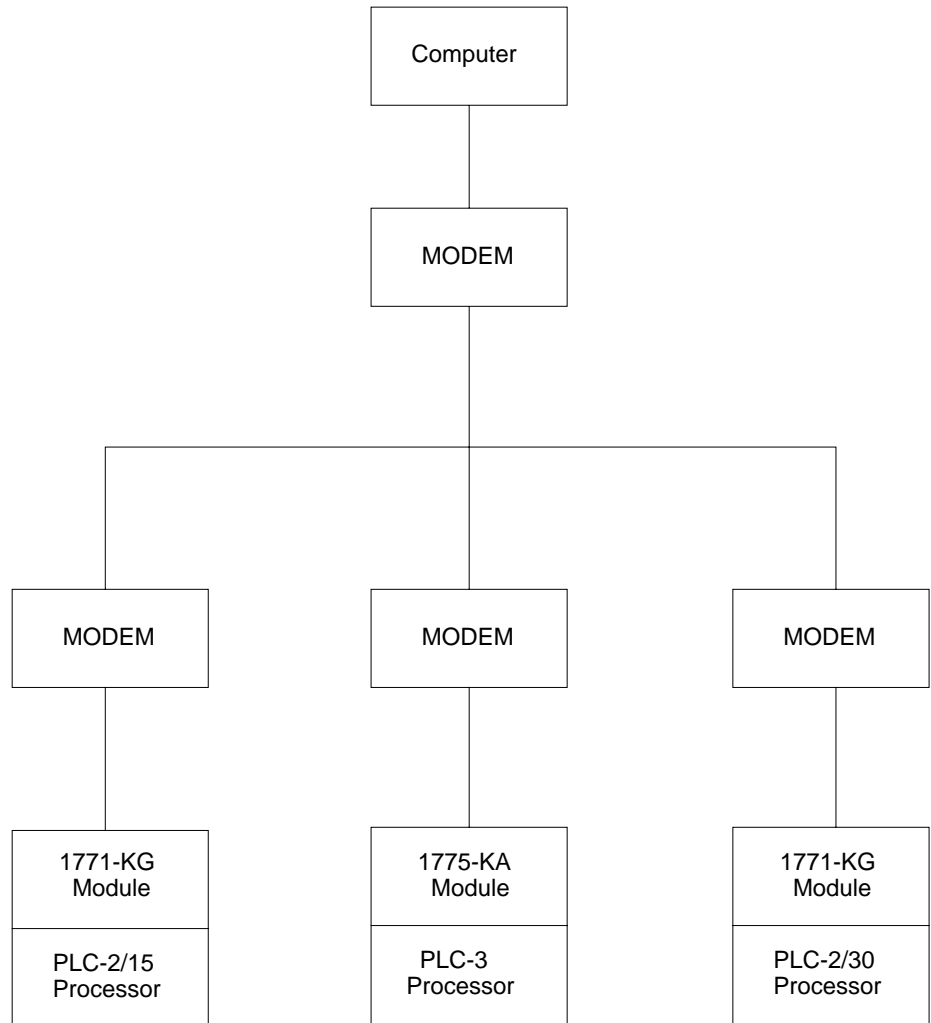 Computer
MODEM
MODEM
MODEM
MODEM
1771-KG
Module
1775-KA
Module
1771-KG
Module
PLC-2/15
Processor
PLC-3
Processor
PLC-2/30
Processor